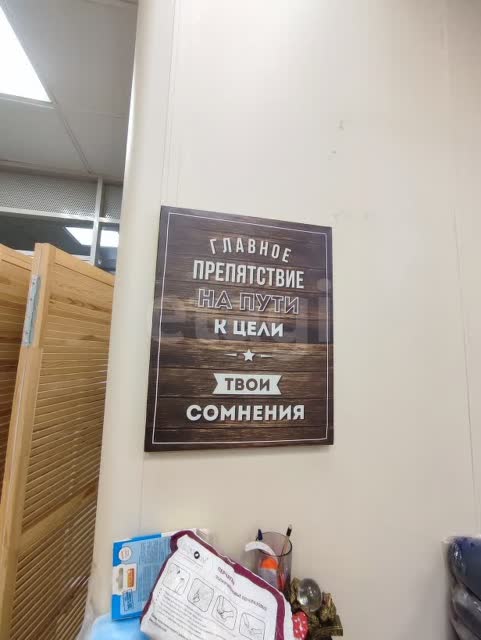 ГЛАВНОЕ
ПРЕПЯТСТВИЕ
НА ПУТИ
К ЦЕЛИ
ТВОИ
СОМНЕНИЯ